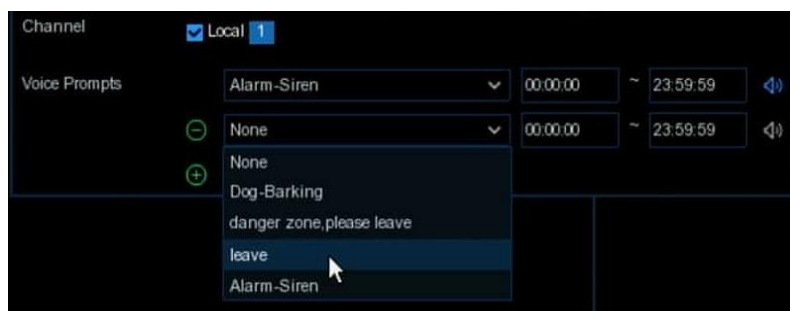 Channel Local 1
Voice Prompts Alarm-Siren 00:00:00 ~ 23:59:59
None 00:00:00 ~ 23:59:59
None
Dog-Barking
danger zone,please leave
leave
Alarm-Siren